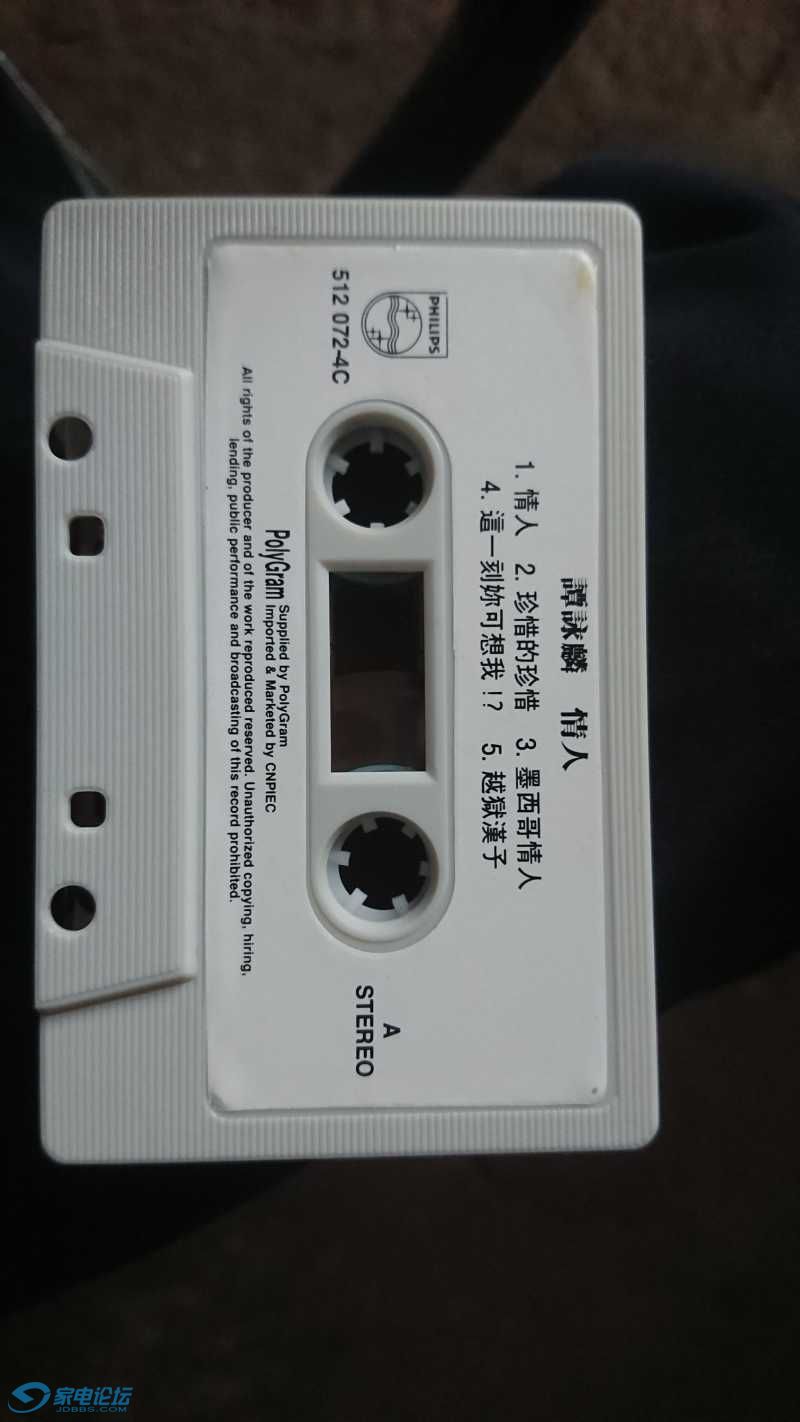 譚詠麟 情人
1. 情人 2. 珍惜的珍惜 3. 墨西哥情人
4. 這一刻妳可想我!? 5. 越獄漢子
PHILIPS
512 072-4C
A
STEREO
PolyGram Supplied by PolyGram
Imported & Marketed by CNPIEC
All rights of the producer and of the work reproduced reserved. Unauthorized copying, hiring,
lending, public performance and broadcasting of this record prohibited.
家电论坛
JDBBS.COM